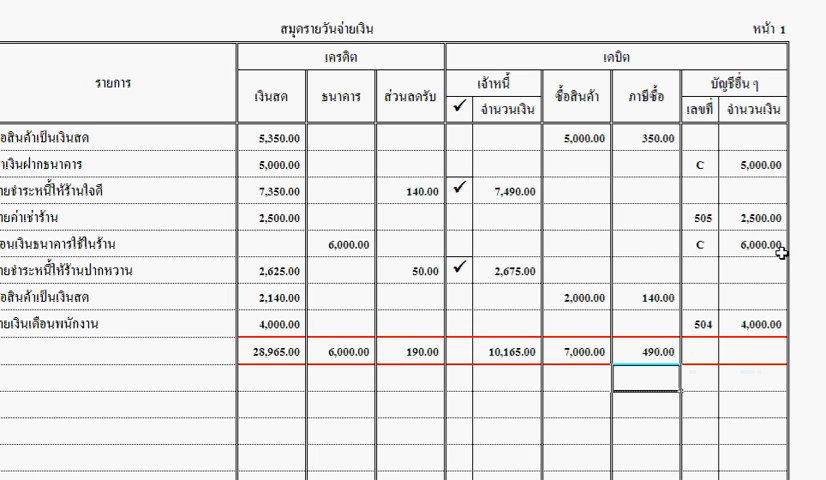 สมุดรายวันจ่ายเงิน หน้า 1
เครดิต เดบิต
รายการ เงินสด ธนาคาร ส่วนลดรับ เจ้าหนี้ ซื้อสินค้า ภาษีซื้อ บัญชีอื่น ๆ
✓ จำนวนเงิน เลขที่ จำนวนเงิน
อสินค้าเป็นเงินสด 5,350.00 5,000.00 350.00
าเงินฝากธนาคาร 5,000.00 C 5,000.00
ายชำระหนี้ให้ร้านใจดี 7,350.00 140.00 ✓ 7,490.00
ายค่าเช่าร้าน 2,500.00 505 2,500.00
อนเงินธนาคารใช้ในร้าน 6,000.00 C 6,000.00
ายชำระหนี้ให้ร้านปากหวาน 2,625.00 50.00 ✓ 2,675.00
อสินค้าเป็นเงินสด 2,140.00 2,000.00 140.00
ายเงินเดือนพนักงาน 4,000.00 504 4,000.00
28,965.00 6,000.00 190.00 10,165.00 7,000.00 490.00